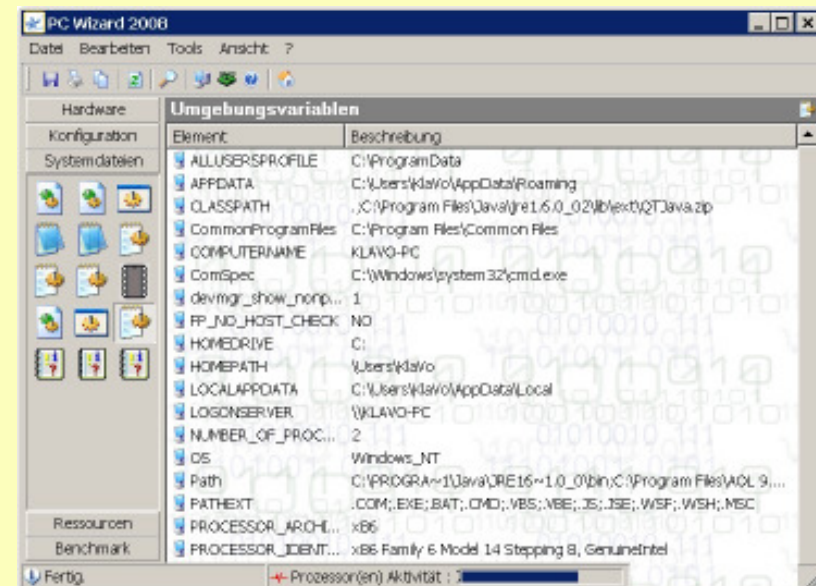 PC Wizard 2008
Datei Bearbeiten Tools Ansicht ?
Hardware
Konfiguration
Systemdateien
Ressourcen
Benchmark
Umgebungsvariablen
Element Beschreibung
ALLUSERSPROFILE C:\ProgramData
APPDATA C:\Users\KlaVo\AppData\Roaming
CLASSPATH .;C:\Program Files\Java\jre1.6.0_02\lib\ext\QTJava.zip
CommonProgramFiles C:\Program Files\Common Files
COMPUTERNAME KLAVO-PC
ComSpec C:\Windows\system32\cmd.exe
devmgr_show_nonp... 1
FP_NO_HOST_CHECK NO
HOMEDRIVE C:
HOMEPATH \Users\KlaVo
LOCALAPPDATA C:\Users\KlaVo\AppData\Local
LOGONSERVER \\KLAVO-PC
NUMBER_OF_PROC... 2
OS Windows_NT
Path C:\PROGRA~1\Java\JRE16~1.0_0\bin;C:\Program Files\AOL 9....
PATHEXT .COM;.EXE;.BAT;.CMD;.VBS;.VBE;.JS;.JSE;.WSF;.WSH;.MSC
PROCESSOR_ARCHI... x86
PROCESSOR_IDENT... x86 Family 6 Model 14 Stepping 8, GenuineIntel
Fertig. Prozessor(en) Aktivität :